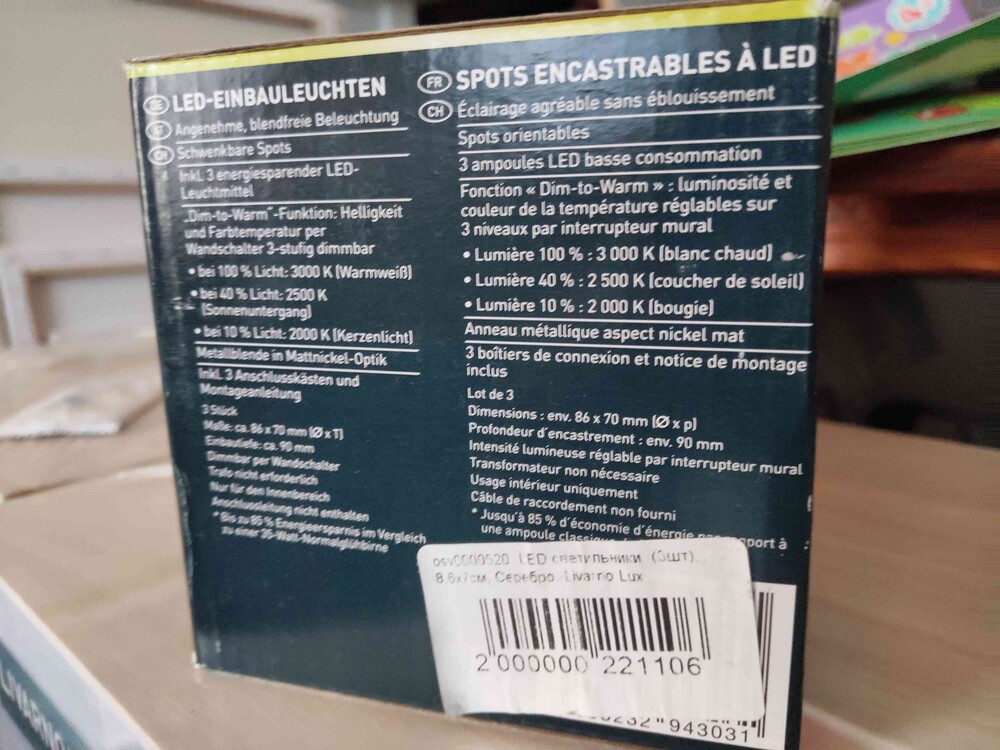 DE LED-EINBAULEUCHTEN
AT Angenehme, blendfreie Beleuchtung
CH Schwenkbare Spots
Inkl. 3 energiesparender LED-
Leuchtmittel
„Dim-to-Warm"-Funktion: Helligkeit
und Farbtemperatur per
Wandschalter 3-stufig dimmbar
• bei 100 % Licht: 3000 K (Warmweiß)
• bei 40 % Licht: 2500 K
(Sonnenuntergang)
• bei 10 % Licht: 2000 K (Kerzenlicht)
Metallblende in Mattnickel-Optik
Inkl. 3 Anschlusskästen und
Montageanleitung
3 Stück
Maße: ca. 86 x 70 mm (Ø x T)
Einbautiefe: ca. 90 mm
Dimmbar per Wandschalter
Trafo nicht erforderlich
Nur für den Innenbereich
Anschlussleitung nicht enthalten
* Bis zu 85 % Energieersparnis im Vergleich
zu einer 35-Watt-Normalglühbirne
FR SPOTS ENCASTRABLES À LED
CH Éclairage agréable sans éblouissement
Spots orientables
3 ampoules LED basse consommation
Fonction « Dim-to-Warm » : luminosité et
couleur de la température réglables sur
3 niveaux par interrupteur mural
• Lumière 100 % : 3 000 K (blanc chaud)
• Lumière 40 % : 2 500 K (coucher de soleil)
• Lumière 10 % : 2 000 K (bougie)
Anneau métallique aspect nickel mat
3 boîtiers de connexion et notice de montage
inclus
Lot de 3
Dimensions : env. 86 x 70 mm (Ø x p)
Profondeur d'encastrement : env. 90 mm
Intensité lumineuse réglable par interrupteur mural
Transformateur non nécessaire
Usage intérieur uniquement
Câble de raccordement non fourni
* Jusqu'à 85 % d'économie d'énergie à
une ampoule
osv0000520 LED светильники (3шт).
8.6x7см, Серебро. Livarno Lux
2 000000 221106
943031
LIVARNO